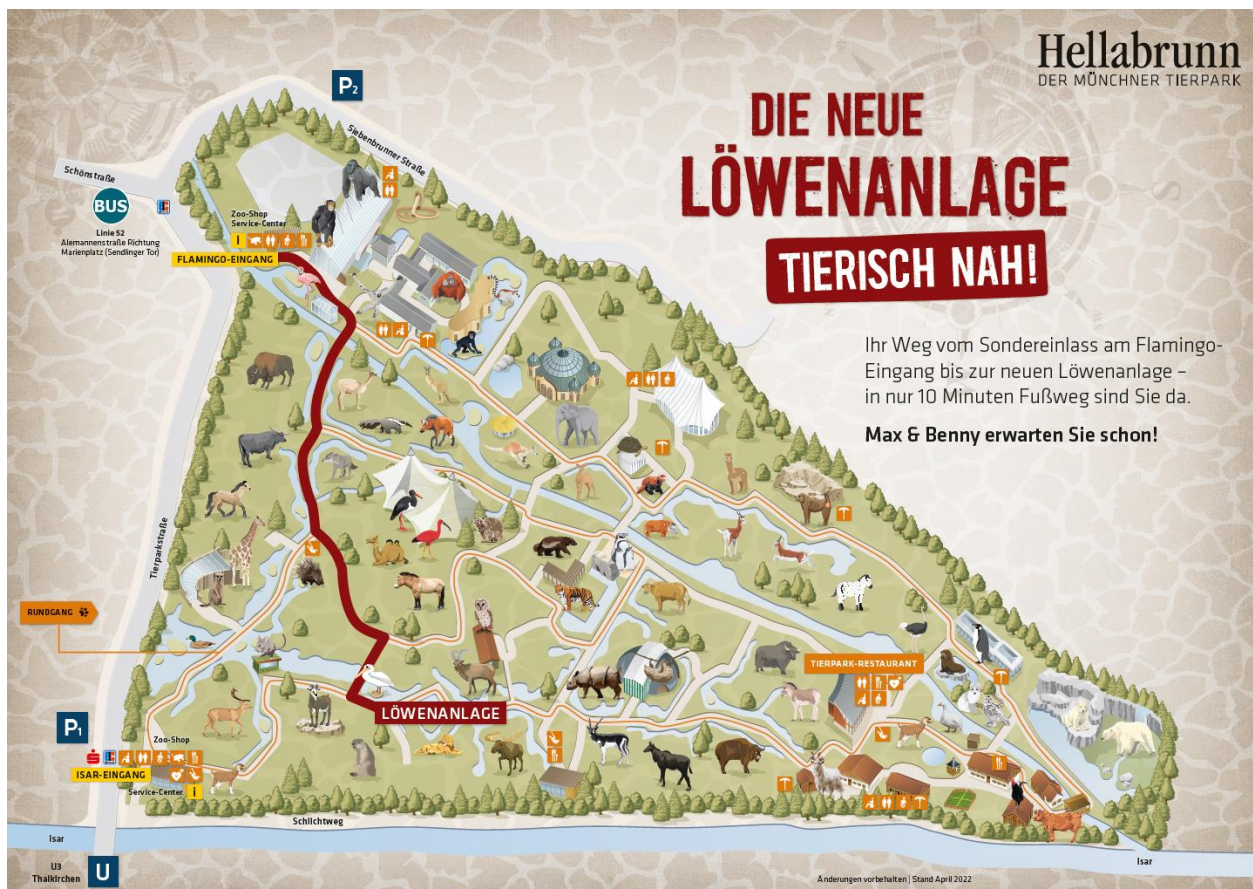 Hellabrunn
DER MÜNCHNER TIERPARK
DIE NEUE
LÖWENANLAGE
TIERISCH NAH!
Ihr Weg vom Sondereinlass am Flamingo-
Eingang bis zur neuen Löwenanlage –
in nur 10 Minuten Fußweg sind Sie da.
Max & Benny erwarten Sie schon!
P2
Siebenbrunner Straße
Schönstraße
BUS
Linie 52
Alemannenstraße Richtung
Marienplatz (Sendlinger Tor)
Zoo-Shop
Service-Center
i
FLAMINGO-EINGANG
Tierparkstraße
RUNDGANG
TIERPARK-RESTAURANT
LÖWENANLAGE
P1
Zoo-Shop
ISAR-EINGANG
Service-Center
i
Schlichtweg
Isar
Isar
U3
Thalkirchen
U
Änderungen vorbehalten | Stand April 2022